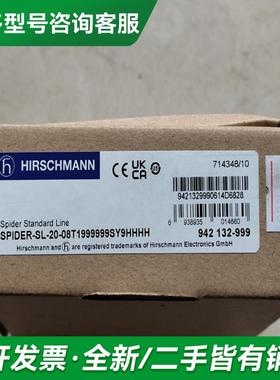 多型号咨询客服
HIRSCHMANN
714348/10
CE UK CA 25
9421329990614D6828
6 938935 014660
Spider Standard Line
SPIDER-SL-20-08T1999999SY9HHHH
942 132-999
Hirschmann and h are registered trademarks of Hirschmann Electronics GmbH
开发票·全新/二手皆有